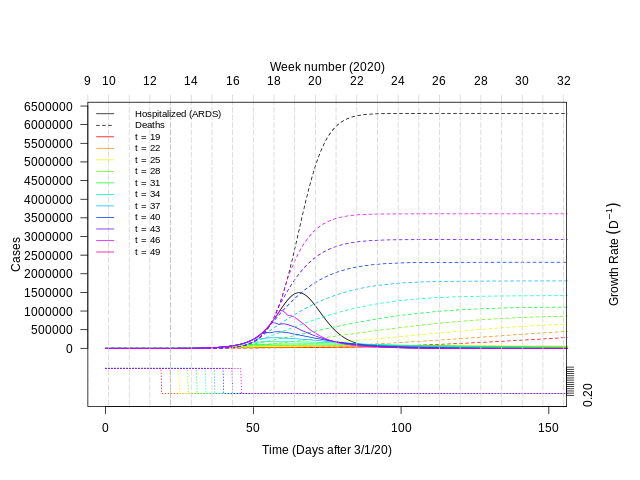 Week number (2020)
9 10 12 14 16 18 20 22 24 26 28 30 32
6500000
6000000
5500000
5000000
4500000
4000000
3500000
3000000
2500000
2000000
1500000
1000000
500000
0
Cases
Hospitalized (ARDS)
Deaths
t = 19
t = 22
t = 25
t = 28
t = 31
t = 34
t = 37
t = 40
t = 43
t = 46
t = 49
Growth Rate (D⁻¹)
0.20
0 50 100 150
Time (Days after 3/1/20)